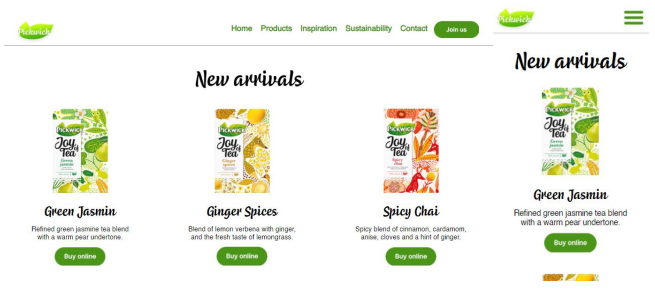 Pickwick
Home Products Inspiration Sustainability Contact Join us
New arrivals
PICKWICK
Joy of Tea
Green jasmine
PICKWICK
Joy of Tea
Ginger spices
PICKWICK
Joy of Tea
Spicy chai
Green Jasmin
Refined green jasmine tea blend
with a warm pear undertone.
Buy online
Ginger Spices
Blend of lemon verbena with ginger,
and the fresh taste of lemongrass.
Buy online
Spicy Chai
Spicy blend of cinnamon, cardamom,
anise, cloves and a hint of ginger.
Buy online
Pickwick
New arrivals
PICKWICK
Joy of Tea
Green jasmine
Green Jasmin
Refined green jasmine tea blend
with a warm pear undertone.
Buy online